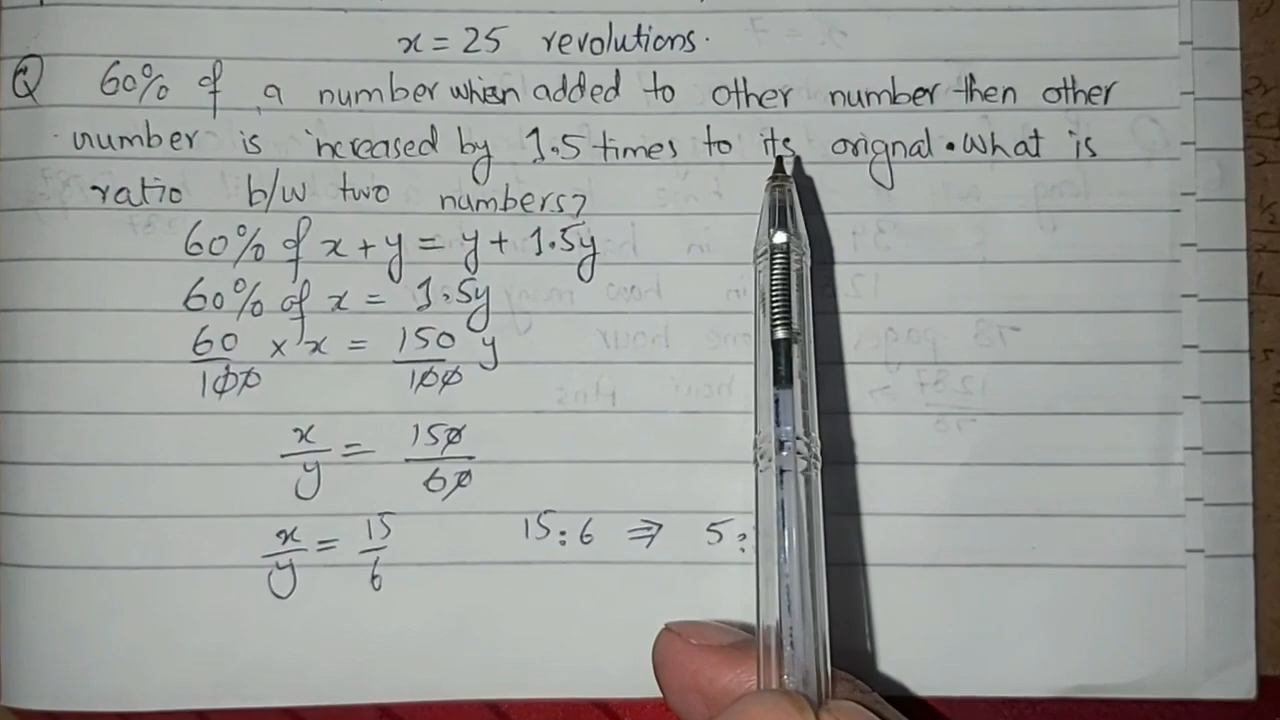 x = 25 revolutions.
Q 60% of a number when added to other number then other
number is increased by 1.5 times to its orignal. What is
ratio b/w two numbers?
60% of x + y = y + 1.5y
60% of x = 1.5y
60/100 × x = 150/100 y
x/y = 150/60
x/y = 15/6 15:6 ⇒ 5: